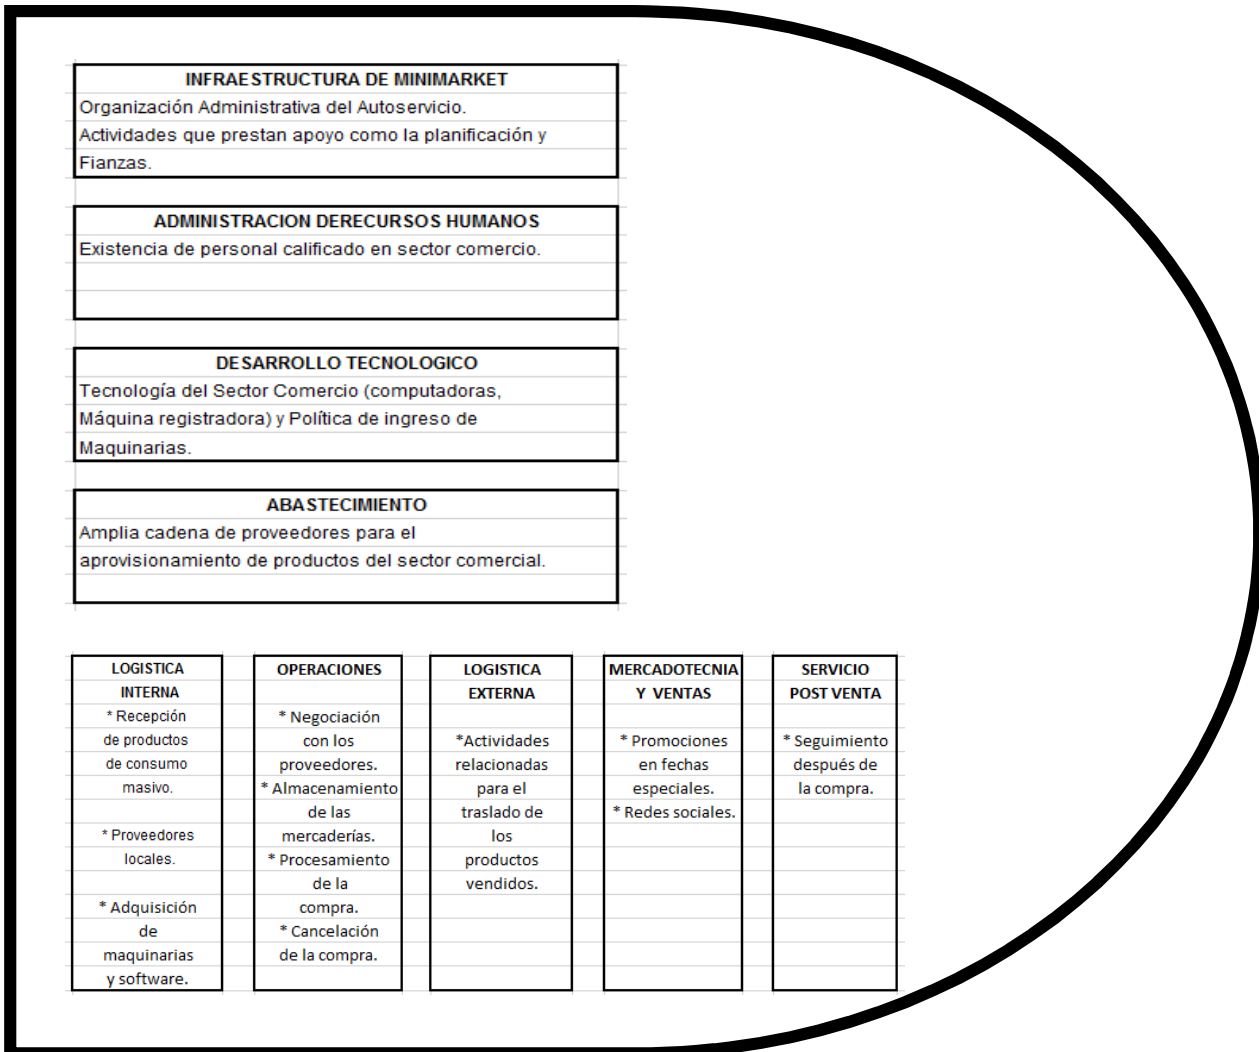 INFRAESTRUCTURA DE MINIMARKET
Organización Administrativa del Autoservicio.
Actividades que prestan apoyo como la planificación y
Fianzas.
ADMINISTRACION DERECURSOS HUMANOS
Existencia de personal calificado en sector comercio.
DESARROLLO TECNOLOGICO
Tecnología del Sector Comercio (computadoras,
Máquina registradora) y Política de ingreso de
Maquinarias.
ABASTECIMIENTO
Amplia cadena de proveedores para el
aprovisionamiento de productos del sector comercial.
LOGISTICA
INTERNA
* Recepción
de productos
de consumo
masivo.
* Proveedores
locales.
* Adquisición
de
maquinarias
y software.
OPERACIONES
* Negociación
con los
proveedores.
* Almacenamiento
de las
mercaderías.
* Procesamiento
de la
compra.
* Cancelación
de la compra.
LOGISTICA
EXTERNA
*Actividades
relacionadas
para el
traslado de
los
productos
vendidos.
MERCADOTECNIA
Y VENTAS
* Promociones
en fechas
especiales.
* Redes sociales.
SERVICIO
POST VENTA
* Seguimiento
después de
la compra.